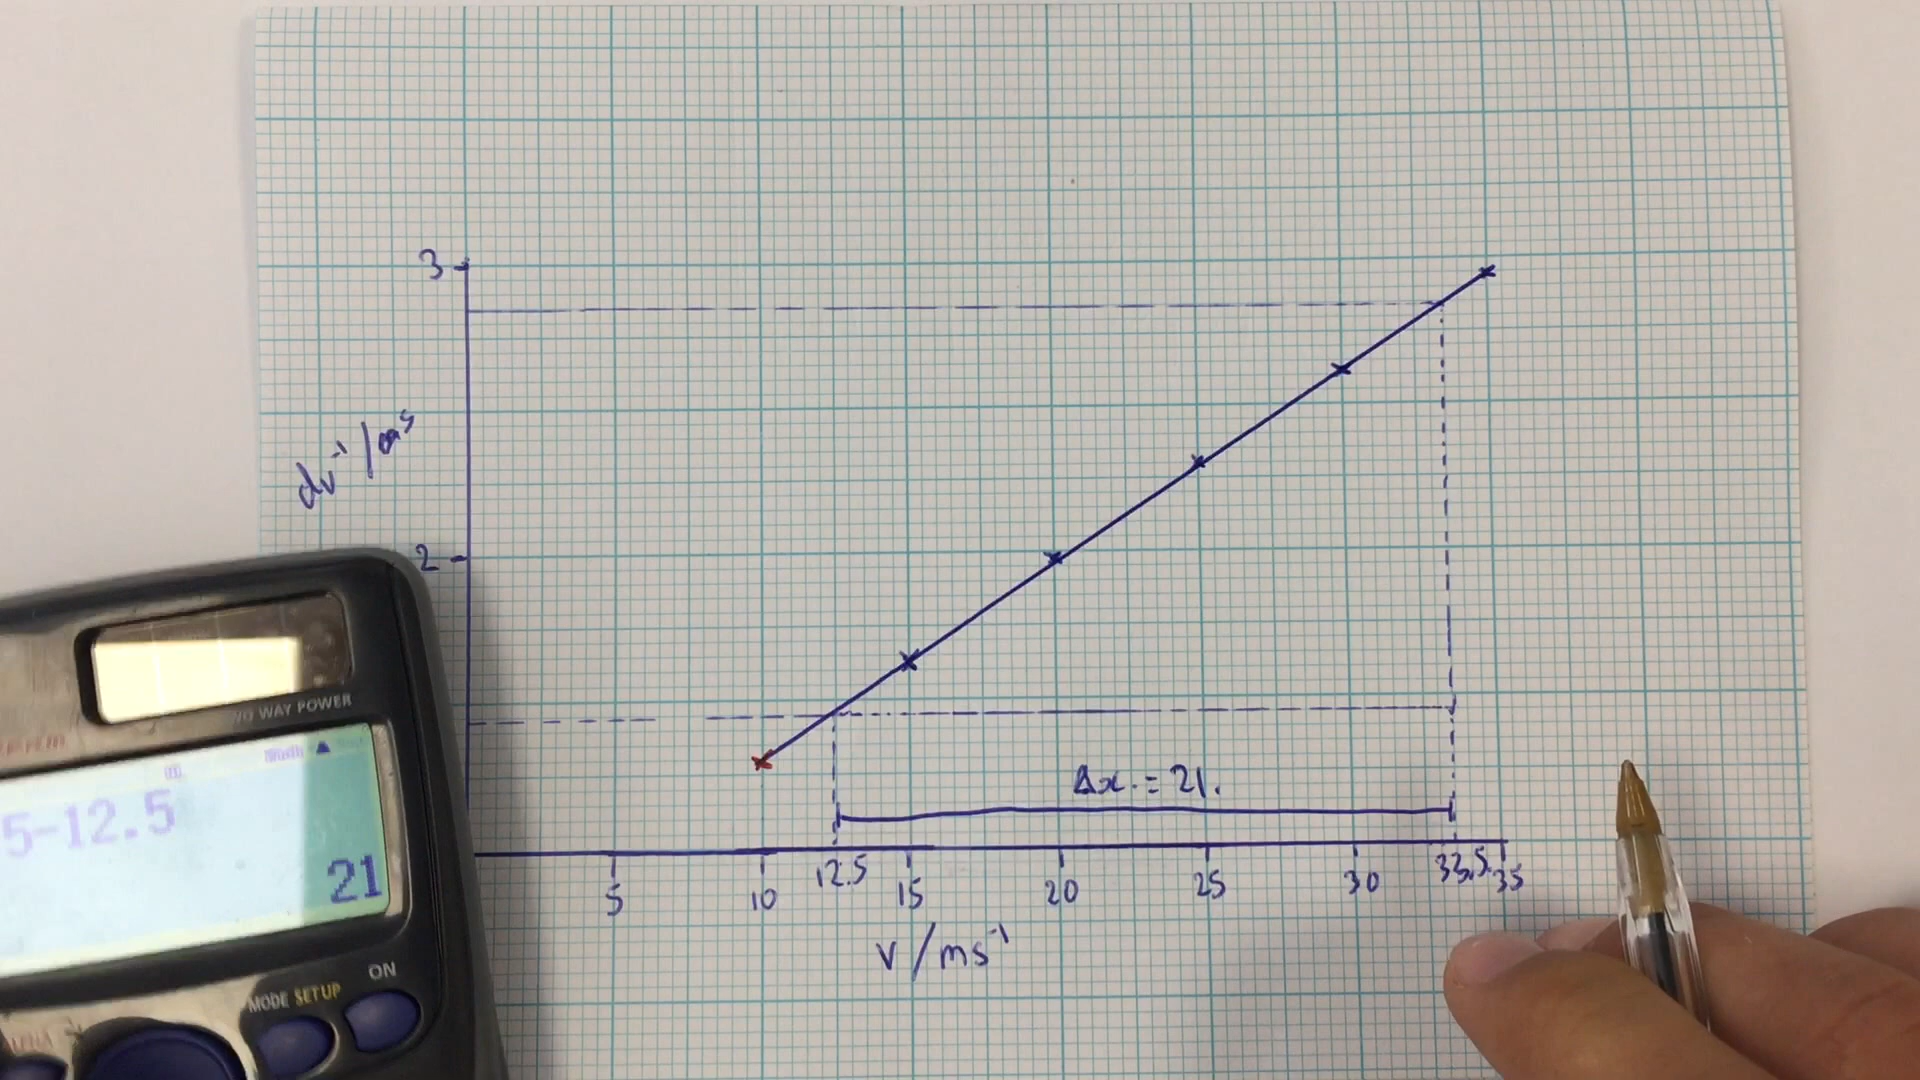 3
dv⁻¹/ms
2
Δx. = 21.
5
10
12.5
15
20
25
30
33.5
35
v/ms⁻¹
WAY POWER
Math ▲
5-12.5
21
ON
MODE SETUP